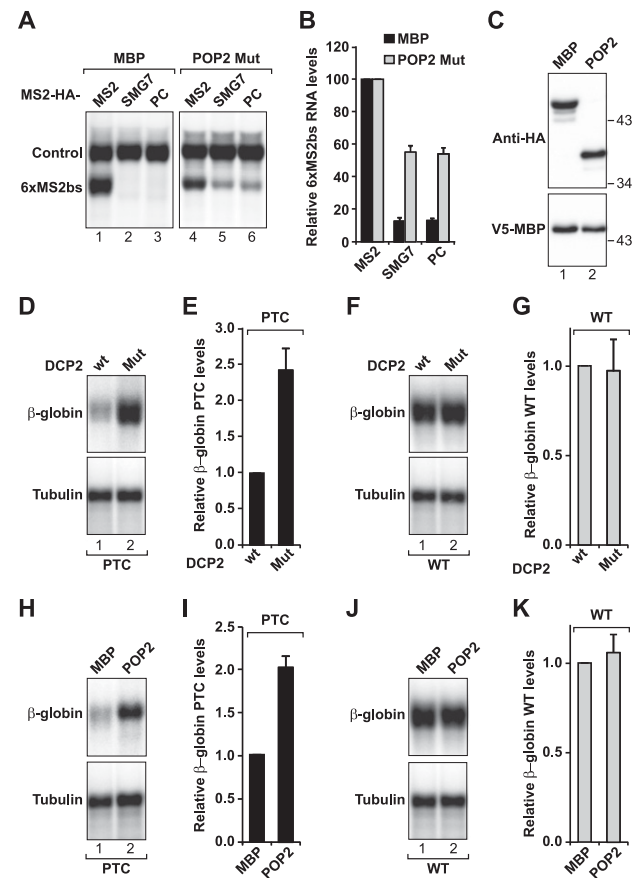 A
MBP
POP2 Mut
MS2-HA-
MS2
SMG7
PC
MS2
SMG7
PC
Control
6xMS2bs
1 2 3 4 5 6
B
MBP
POP2 Mut
Relative 6xMS2bs RNA levels
120
100
80
60
40
20
0
MS2
SMG7
PC
C
MBP
POP2
Anti-HA
43
34
V5-MBP
43
1 2
D
DCP2
wt
Mut
β-globin
Tubulin
1 2
PTC
E
PTC
Relative β–globin PTC levels
3.0
2.5
2.0
1.5
1.0
0.5
0.0
DCP2
wt
Mut
F
DCP2
wt
Mut
β-globin
Tubulin
1 2
WT
G
WT
Relative β–globin WT levels
1.0
0.5
0.0
DCP2
wt
Mut
H
MBP
POP2
β-globin
Tubulin
1 2
PTC
I
PTC
Relative β–globin PTC levels
2.5
2.0
1.5
1.0
0.5
0.0
MBP
POP2
J
MBP
POP2
β-globin
Tubulin
1 2
WT
K
WT
Relative β–globin WT levels
1.0
0.5
0.0
MBP
POP2